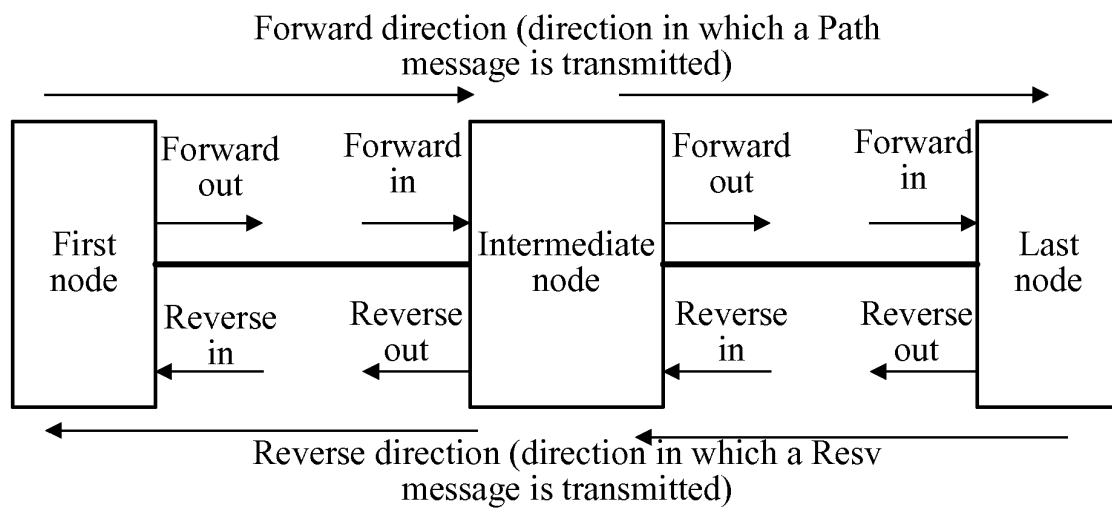 Forward direction (direction in which a Path
message is transmitted)
Forward
out
Forward
in
Forward
out
Forward
in
First
node
Intermediate
node
Last
node
Reverse
in
Reverse
out
Reverse
in
Reverse
out
Reverse direction (direction in which a Resv
message is transmitted)